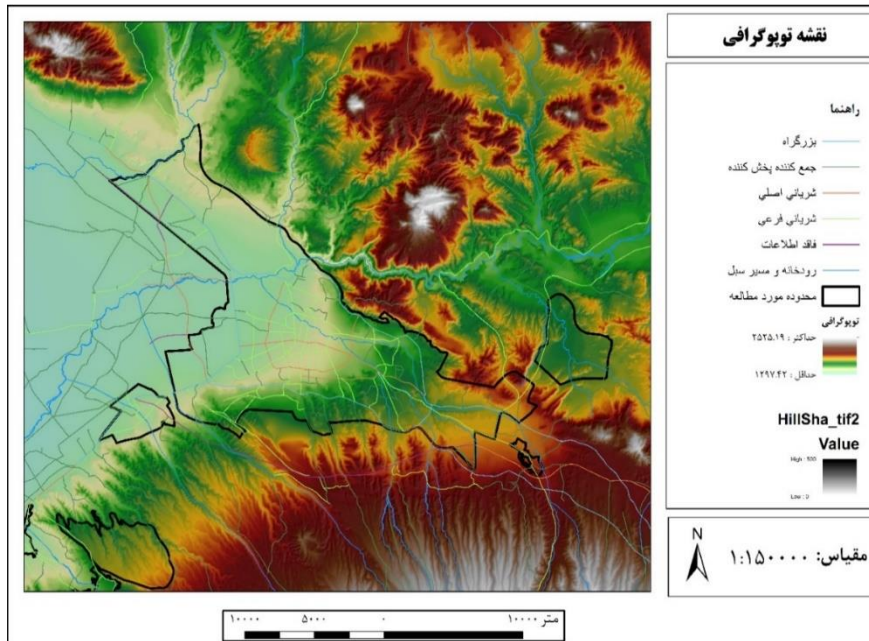 نقشه توپوگرافی
راهنما
بزرگراه
جمع کننده پخش کننده
شریانی اصلی
شریانی فرعی
فاقد اطلاعات
رودخانه و مسیر سیل
محدوده مورد مطالعه
توپوگرافی
حداکثر : ۲۵۲۵.۱۹
حداقل : ۱۲۹۷.۴۲
HillSha_tif2
Value
Low : 0
N
مقیاس: ۱:۱۵۰۰۰۰
متر
۱۰۰۰۰ ۵۰۰۰ ۰ ۱۰۰۰۰